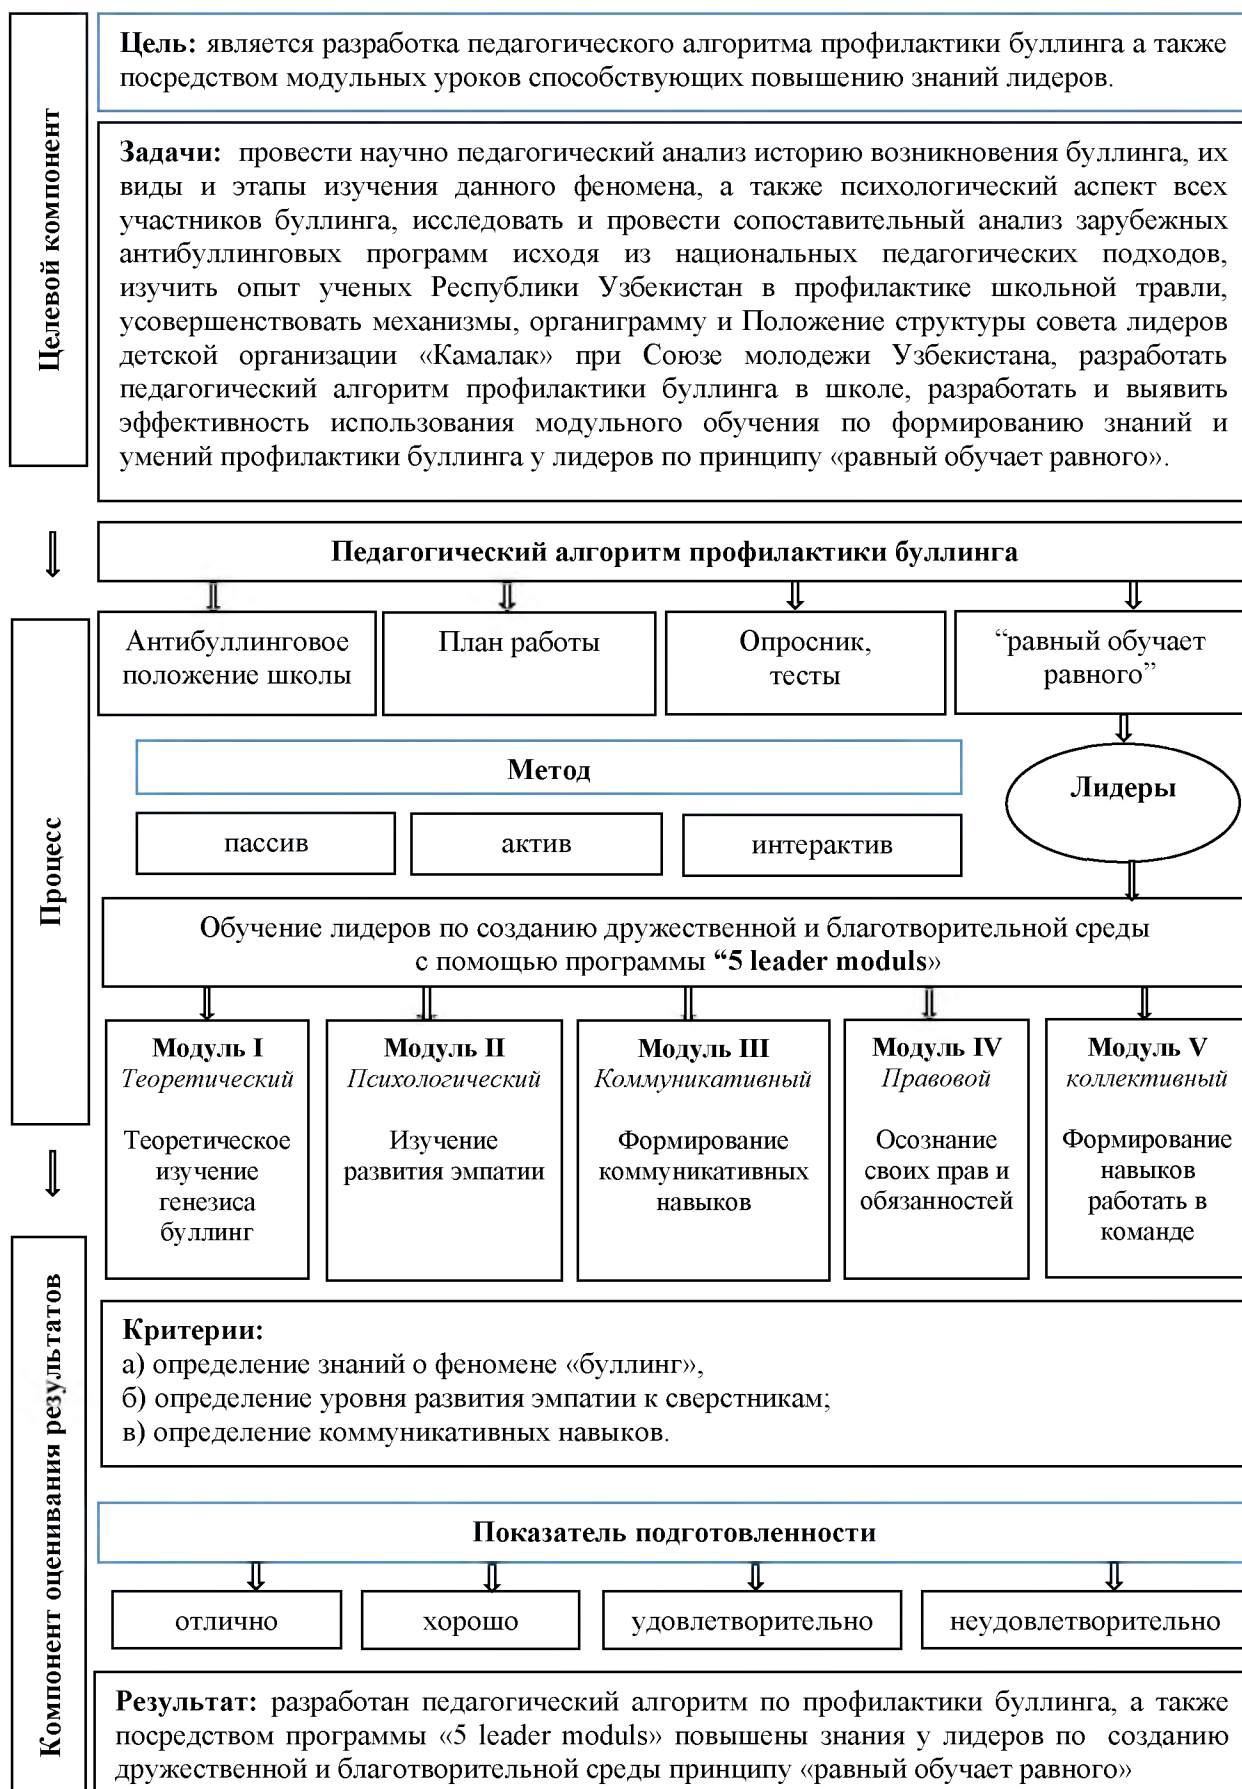 Целевой компонент
Цель: является разработка педагогического алгоритма профилактики буллинга а также
посредством модульных уроков способствующих повышению знаний лидеров.
Задачи: провести научно педагогический анализ историю возникновения буллинга, их
виды и этапы изучения данного феномена, а также психологический аспект всех
участников буллинга, исследовать и провести сопоставительный анализ зарубежных
антибуллинговых программ исходя из национальных педагогических подходов,
изучить опыт ученых Республики Узбекистан в профилактике школьной травли,
усовершенствовать механизмы, органиграмму и Положение структуры совета лидеров
детской организации «Камалак» при Союзе молодежи Узбекистана, разработать
педагогический алгоритм профилактики буллинга в школе, разработать и выявить
эффективность использования модульного обучения по формированию знаний и
умений профилактики буллинга у лидеров по принципу «равный обучает равного».
Процесс
Педагогический алгоритм профилактики буллинга
Антибуллинговое
положение школы
План работы
Опросник,
тесты
“равный обучает
равного”
Метод
Лидеры
пассив
актив
интерактив
Обучение лидеров по созданию дружественной и благотворительной среды
с помощью программы “5 leader moduls»
Модуль I
Теоретический
Теоретическое
изучение
генезиса
буллинг
Модуль II
Психологический
Изучение
развития эмпатии
Модуль III
Коммуникативный
Формирование
коммуникативных
навыков
Модуль IV
Правовой
Осознание
своих прав и
обязанностей
Модуль V
коллективный
Формирование
навыков
работать в
команде
Компонент оценивания результатов
Критерии:
а) определение знаний о феномене «буллинг»,
б) определение уровня развития эмпатии к сверстникам;
в) определение коммуникативных навыков.
Показатель подготовленности
отлично
хорошо
удовлетворительно
неудовлетворительно
Результат: разработан педагогический алгоритм по профилактики буллинга, а также
посредством программы «5 leader moduls» повышены знания у лидеров по созданию
дружественной и благотворительной среды принципу «равный обучает равного»